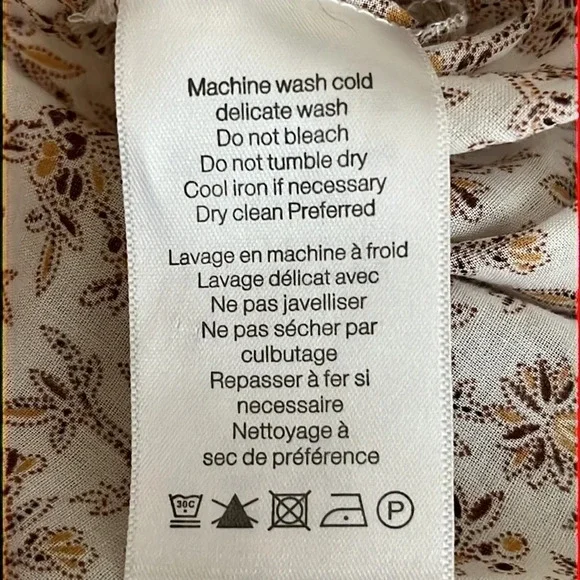 Machine wash cold
delicate wash
Do not bleach
Do not tumble dry
Cool iron if necessary
Dry clean Preferred
Lavage en machine à froid
Lavage délicat avec
Ne pas javelliser
Ne pas sécher par
culbutage
Repasser à fer si
necessaire
Nettoyage à
sec de préférence
30C P